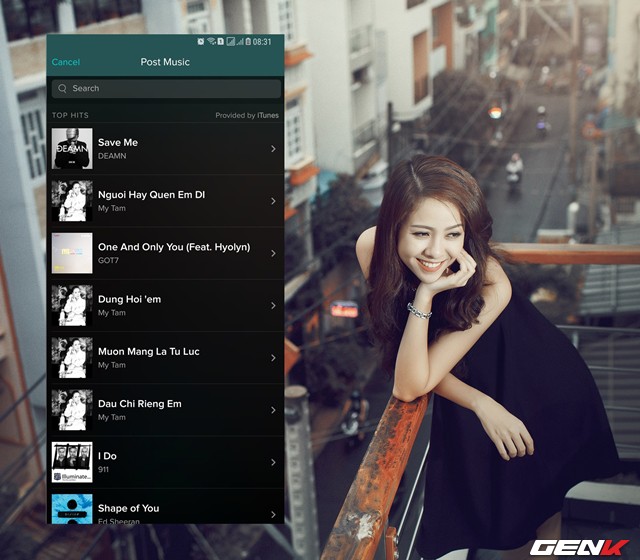 08:31
Cancel
Post Music
Search
TOP HITS
Provided by iTunes
DEAMN
Save Me
DEAMN
Nguoi Hay Quen Em DI
My Tam
One And Only You (Feat. Hyolyn)
GOT7
Dung Hoi 'em
My Tam
Muon Mang La Tu Luc
My Tam
Dau Chi Rieng Em
My Tam
I Do
911
Illuminate...
Shape of You
Ed Sheeran
GENK